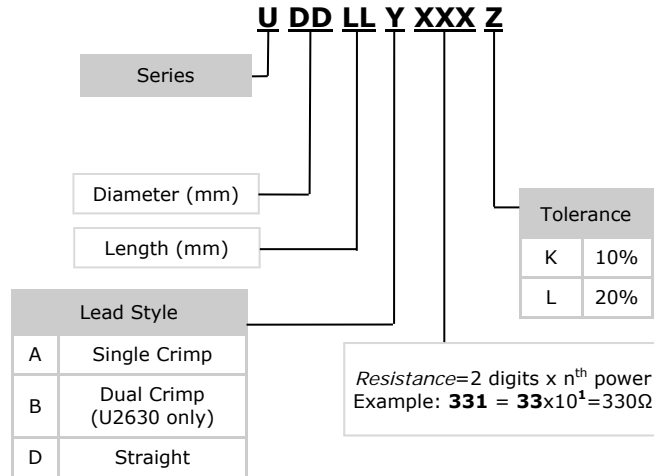 U DD LL Y XXX Z
Series
Diameter (mm)
Length (mm)
Tolerance
K 10%
L 20%
Lead Style
A Single Crimp
B Dual Crimp
(U2630 only)
D Straight
Resistance=2 digits x nth power
Example: 331 = 33x10¹=330Ω